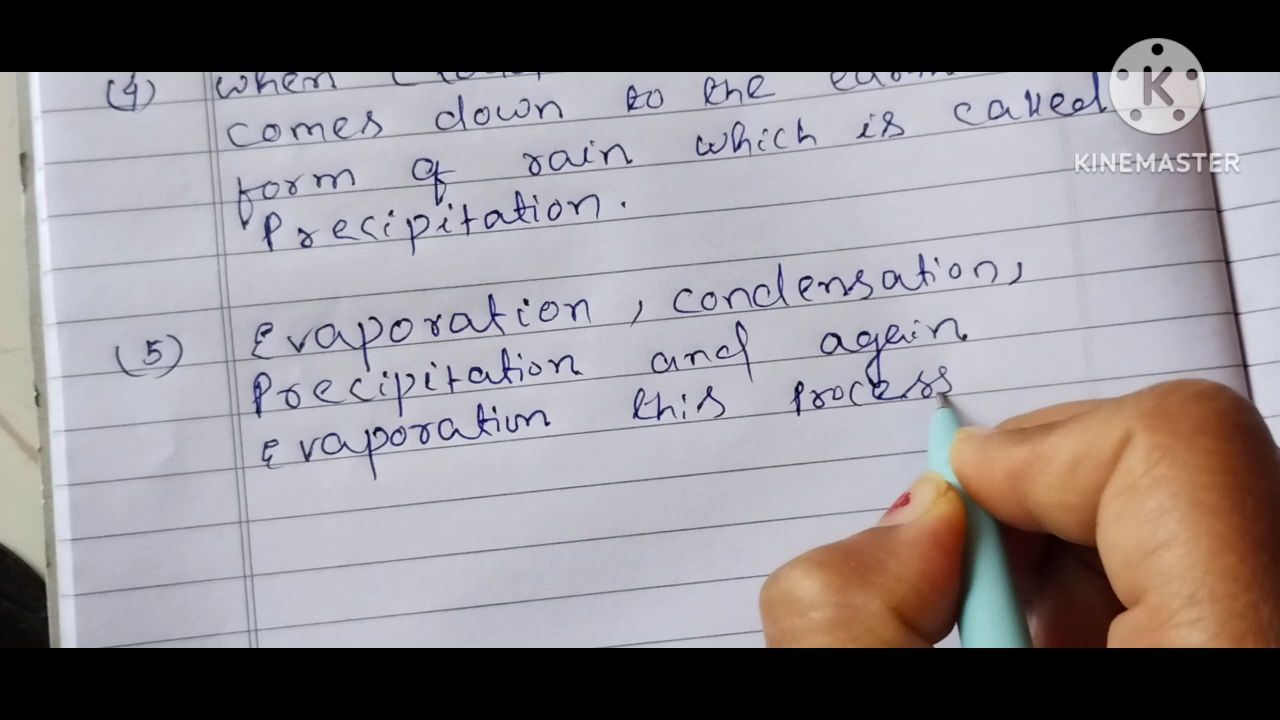 (4) when
comes down to the
form of rain which is called
Precipitation.
(5) Evaporation, condensation,
Precipitation and again
Evaporation this process
K
KINEMASTER